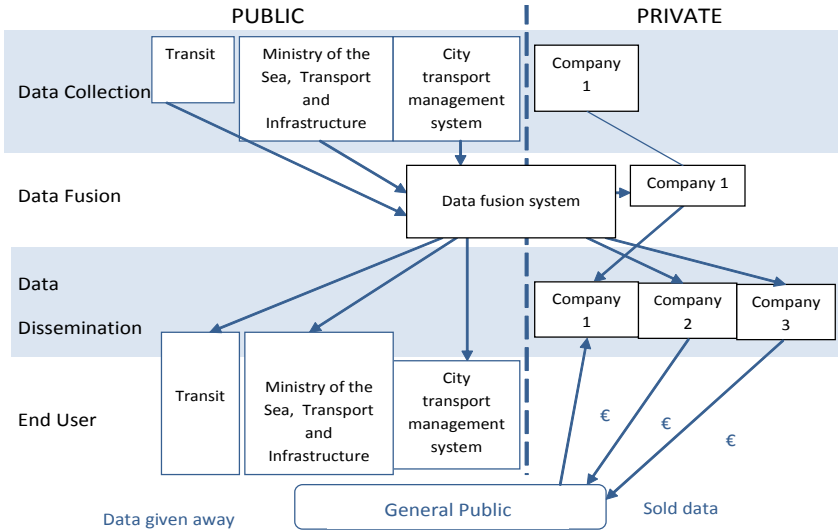 PUBLIC
PRIVATE
Data Collection
Transit
Ministry of the
Sea, Transport
and
Infrastructure
City
transport
management
system
Company
1
Data Fusion
Data fusion system
Company 1
Data
Dissemination
Company
1
Company
2
Company
3
End User
Transit
Ministry of the
Sea, Transport
and
Infrastructure
City
transport
management
system
€
€
€
General Public
Data given away
Sold data